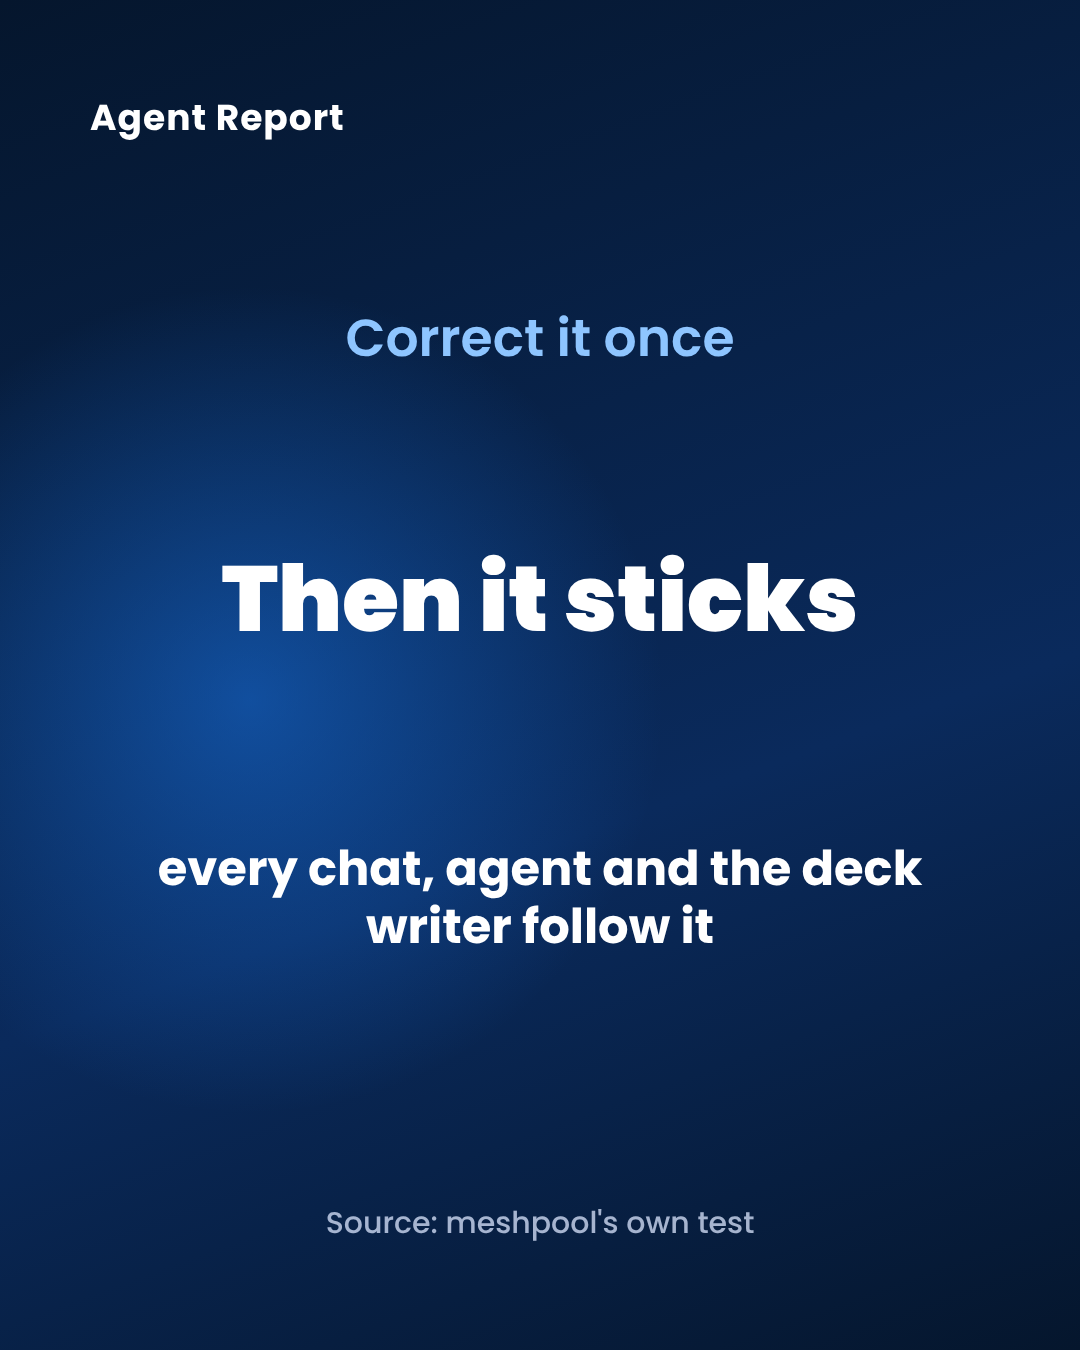 Agent Report
Correct it once
Then it sticks
every chat, agent and the deck
writer follow it
Source: meshpool's own test